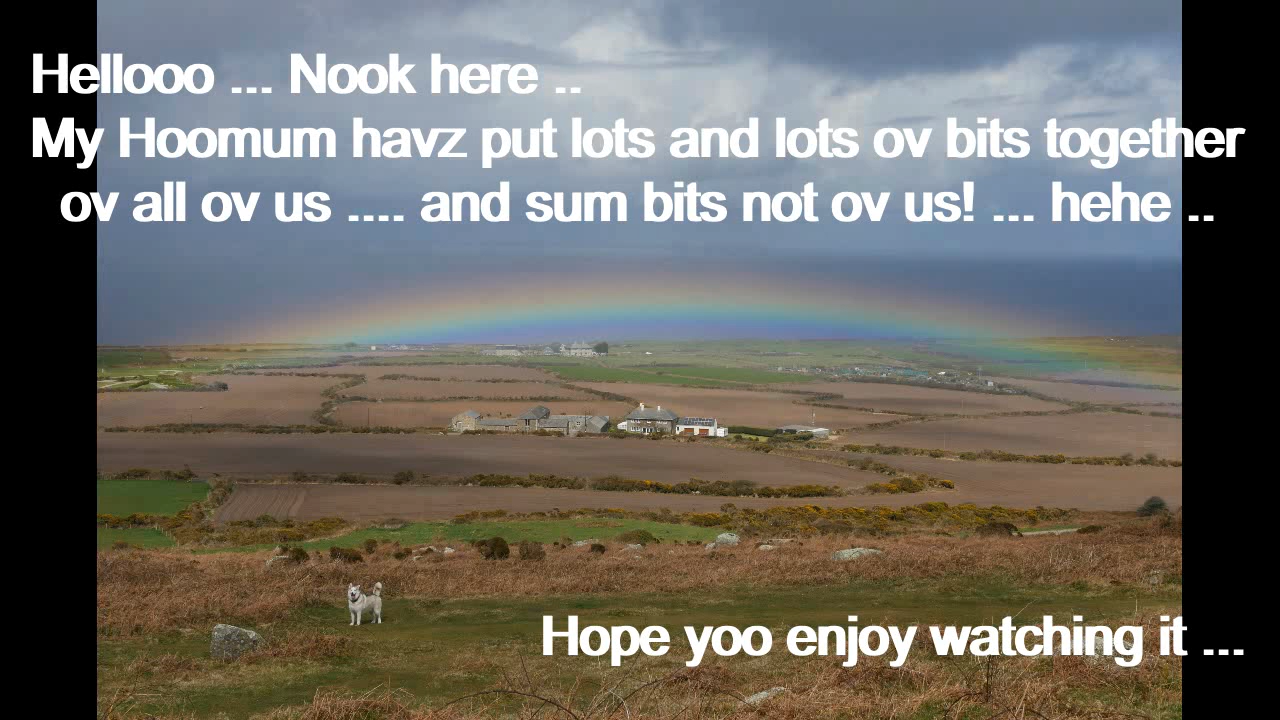 Hellooo ... Nook here ..
My Hoomum havz put lots and lots ov bits together
ov all ov us .... and sum bits not ov us! ... hehe ..
Hope yoo enjoy watching it ...